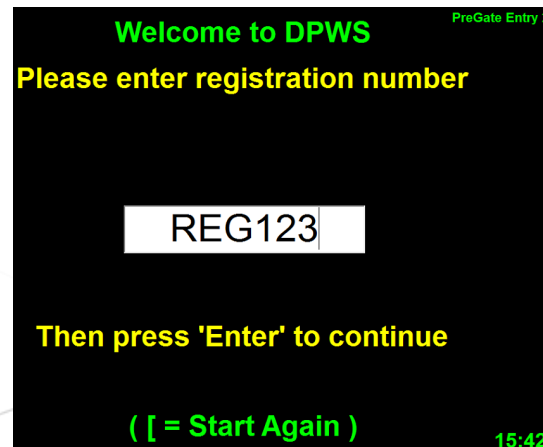 Welcome to DPWS
PreGate Entry
Please enter registration number
REG123
Then press 'Enter' to continue
( [ = Start Again )
15:42